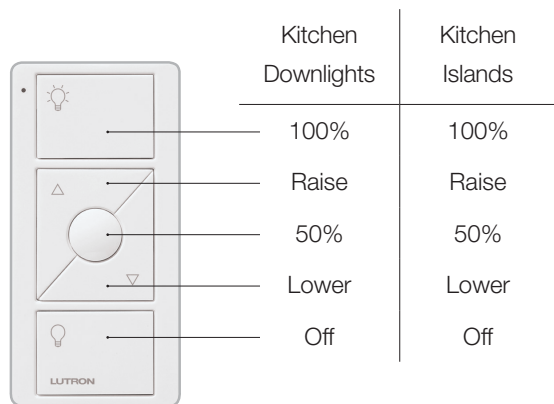 Kitchen Downlights	Kitchen Islands
100%	100%
Raise	Raise
50%	50%
Lower	Lower
Off	Off
LUTRON